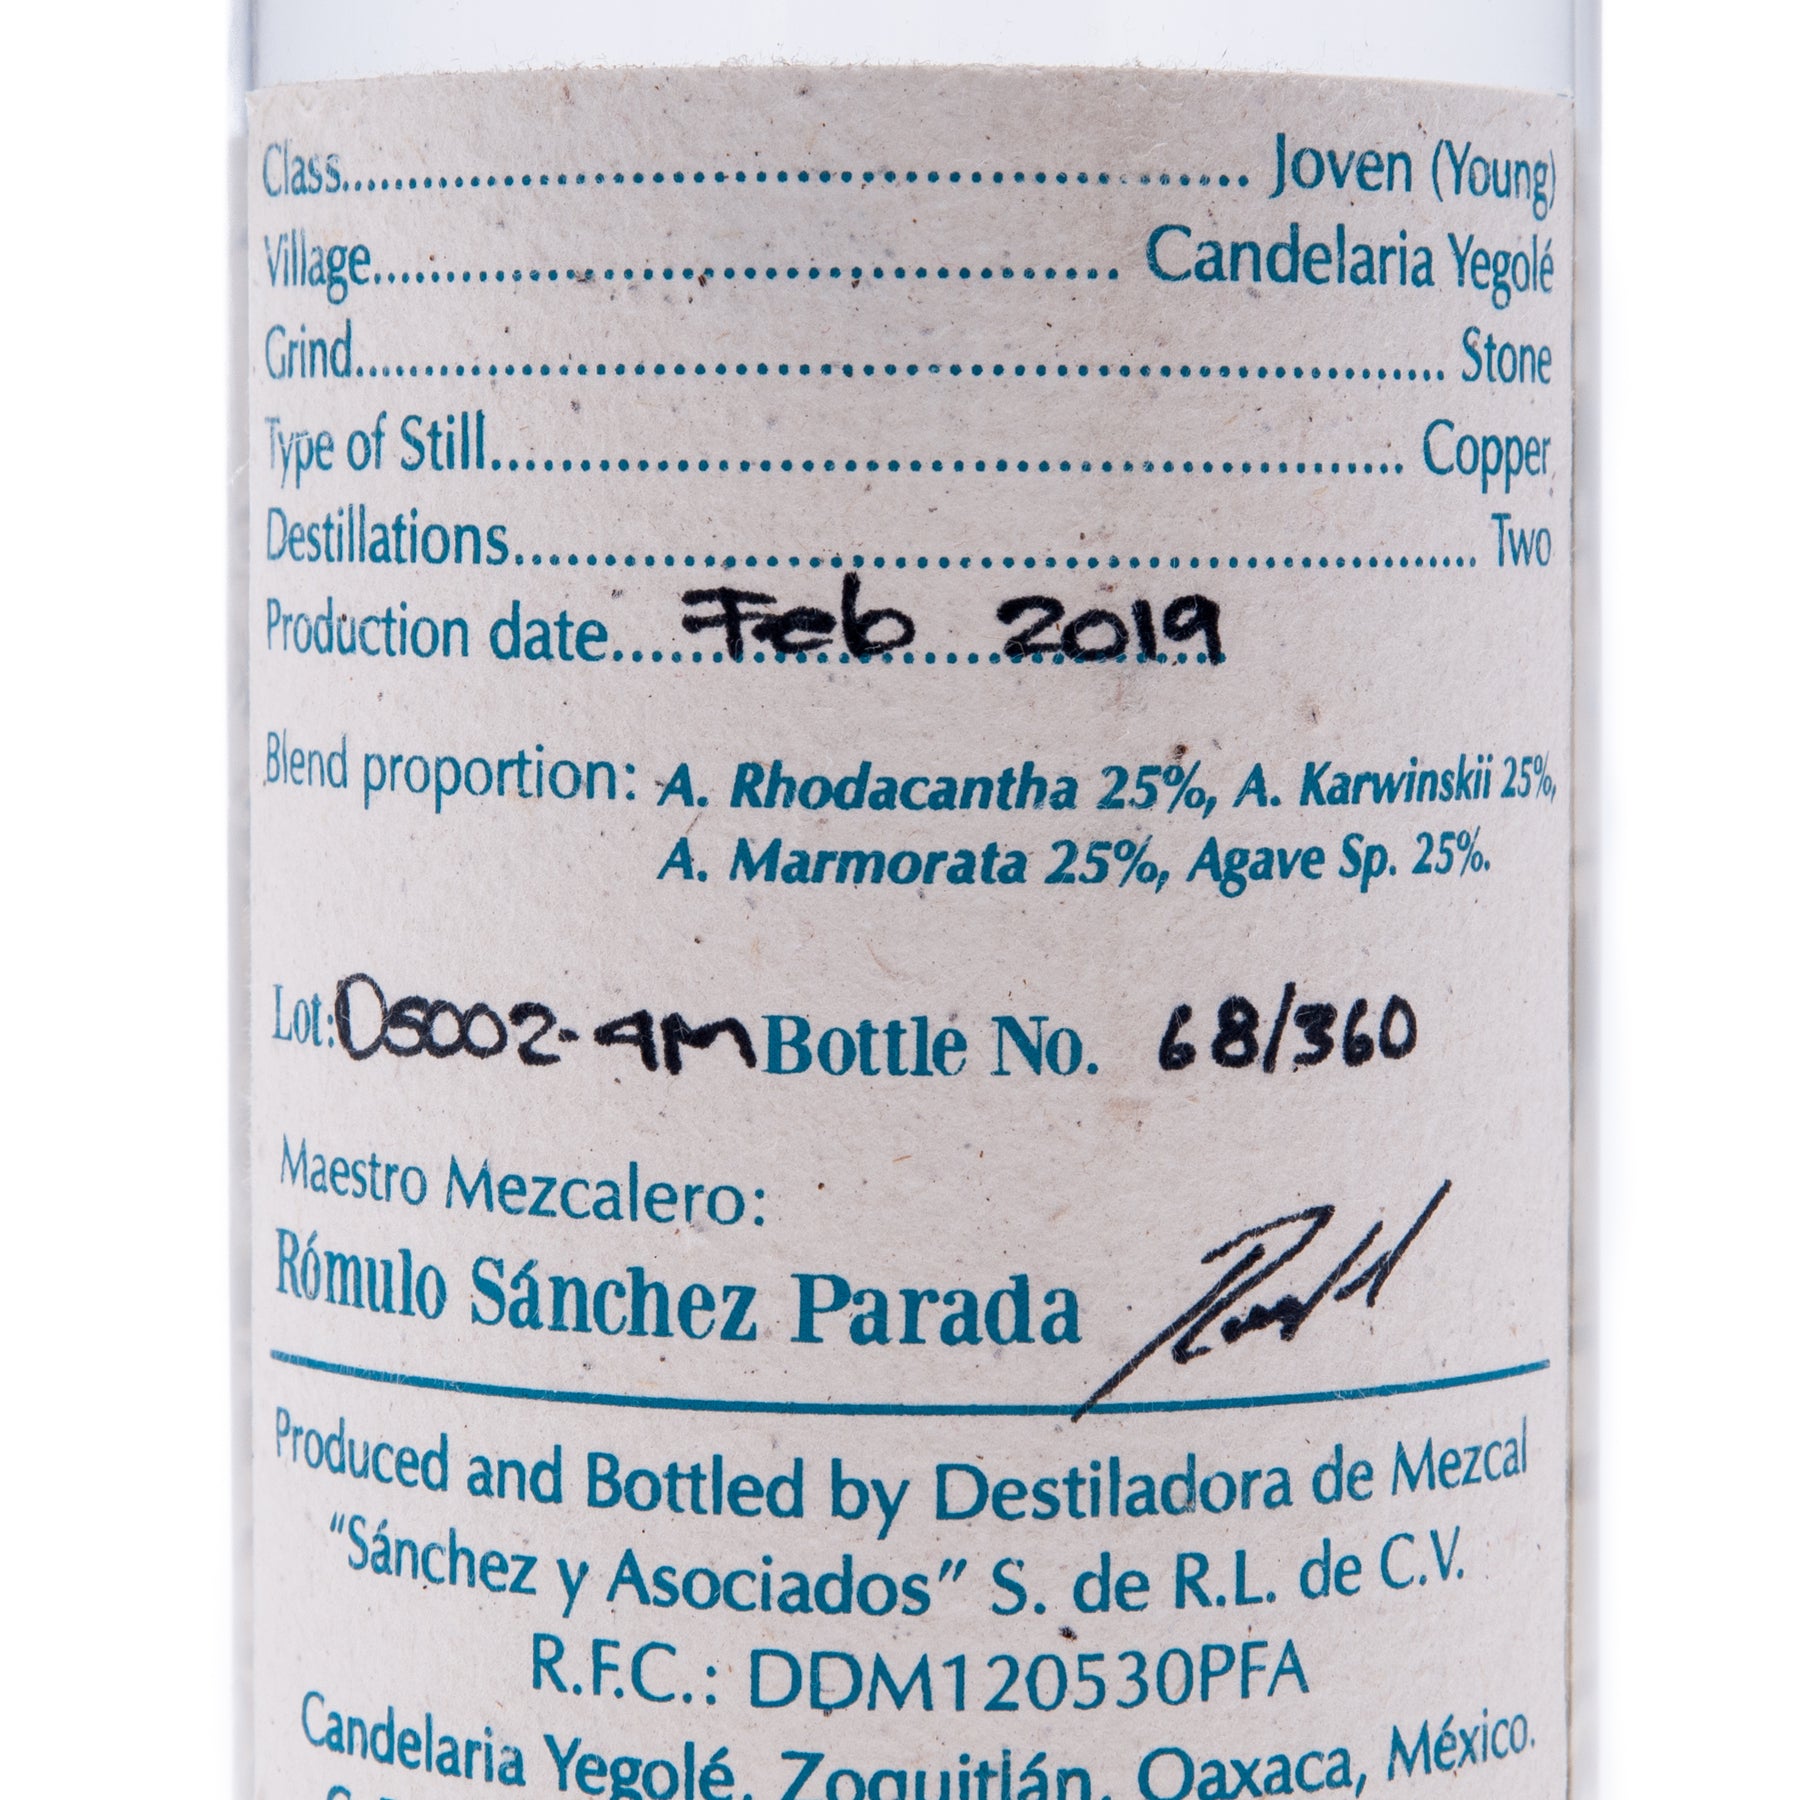 Class.......................................................... Joven (Young)
Village................................................ Candelaria Yegolé
Grind...................................................................... Stone
Type of Still........................................................... Copper
Destillations.............................................................. Two
Production date.... Feb 2019
Blend proportion: A. Rhodacantha 25%, A. Karwinskii 25%,
A. Marmorata 25%, Agave Sp. 25%.
Lot: DS002-4M Bottle No. 68/360
Maestro Mezcalero:
Rómulo Sánchez Parada
Produced and Bottled by Destiladora de Mezcal
"Sánchez y Asociados" S. de R.L. de C.V.
R.F.C.: DDM120530PFA
Candelaria Yegolé, Zoquitlán, Oaxaca, México.